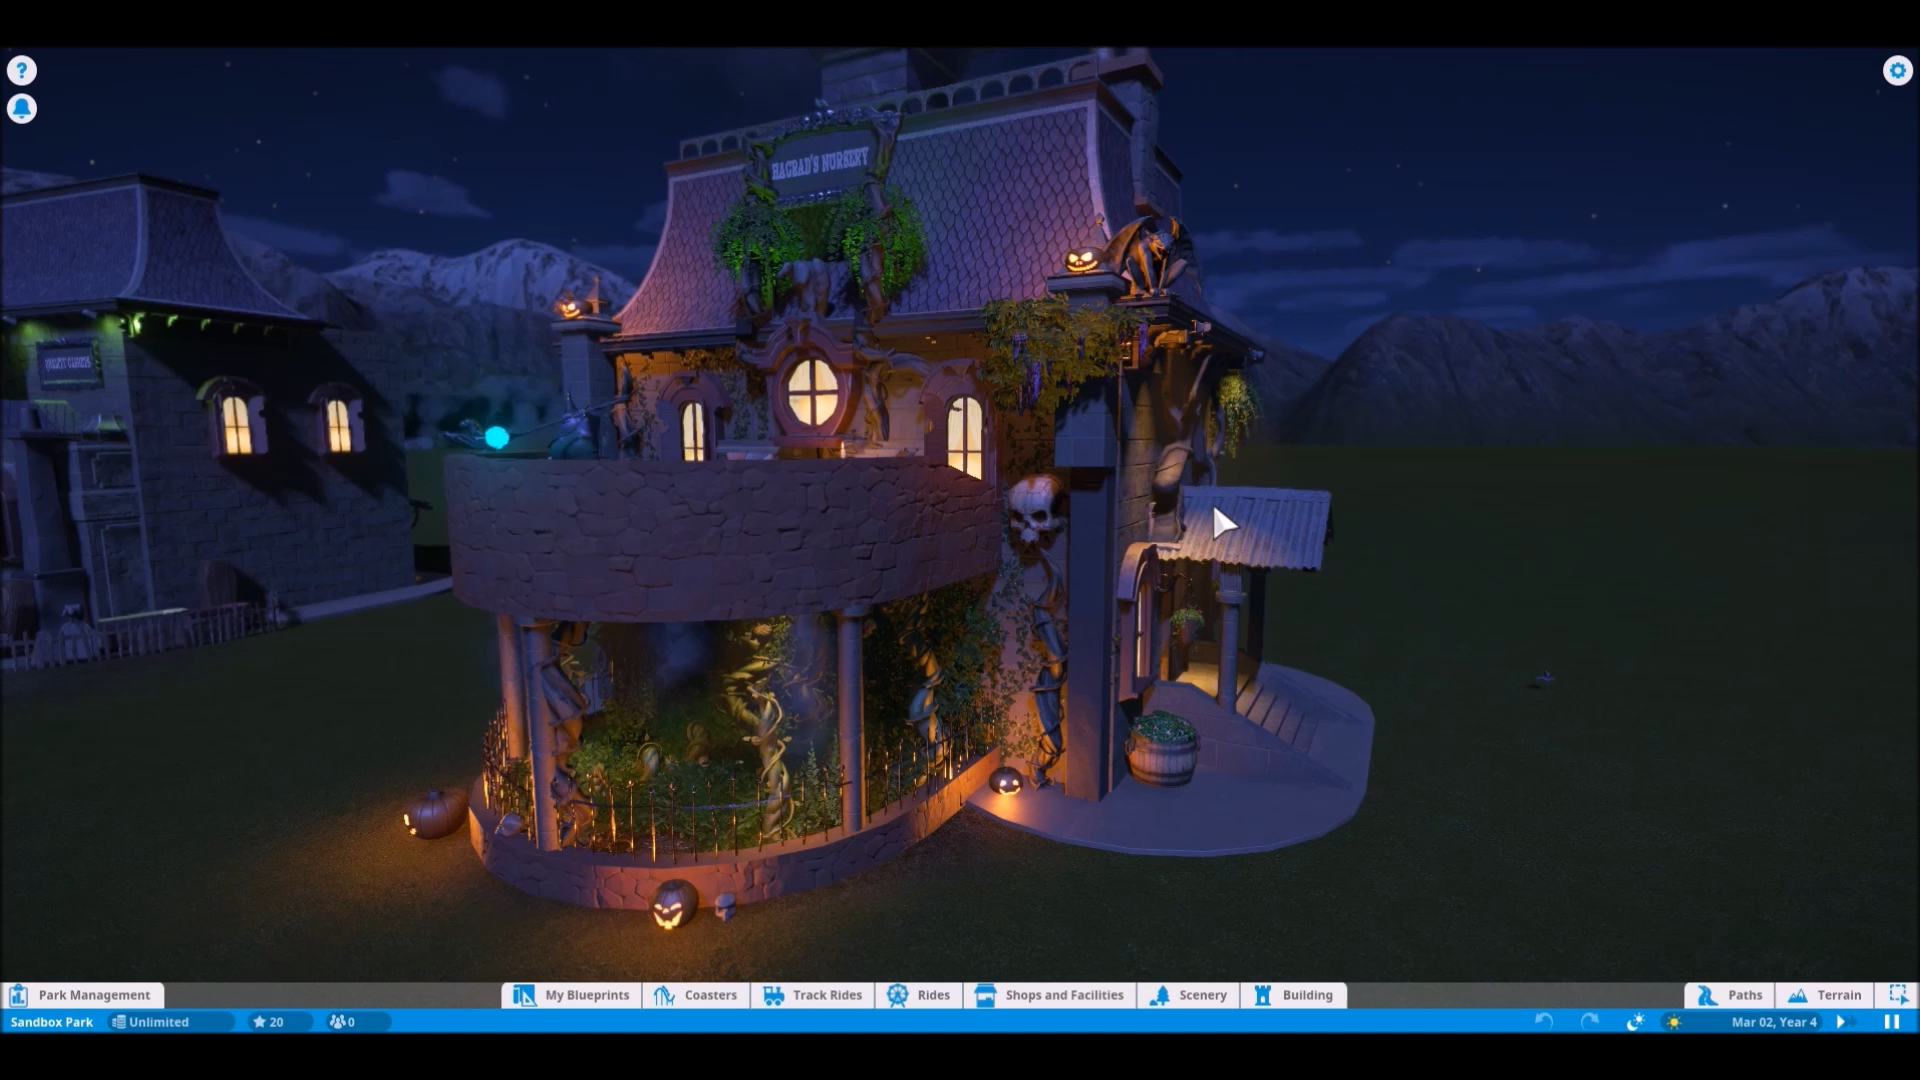 HAGRAD'S NURSERY
Park Management
My Blueprints
Coasters
Track Rides
Rides
Shops and Facilities
Scenery
Building
Paths
Terrain
Sandbox Park
Unlimited
20
0
Mar 02, Year 4